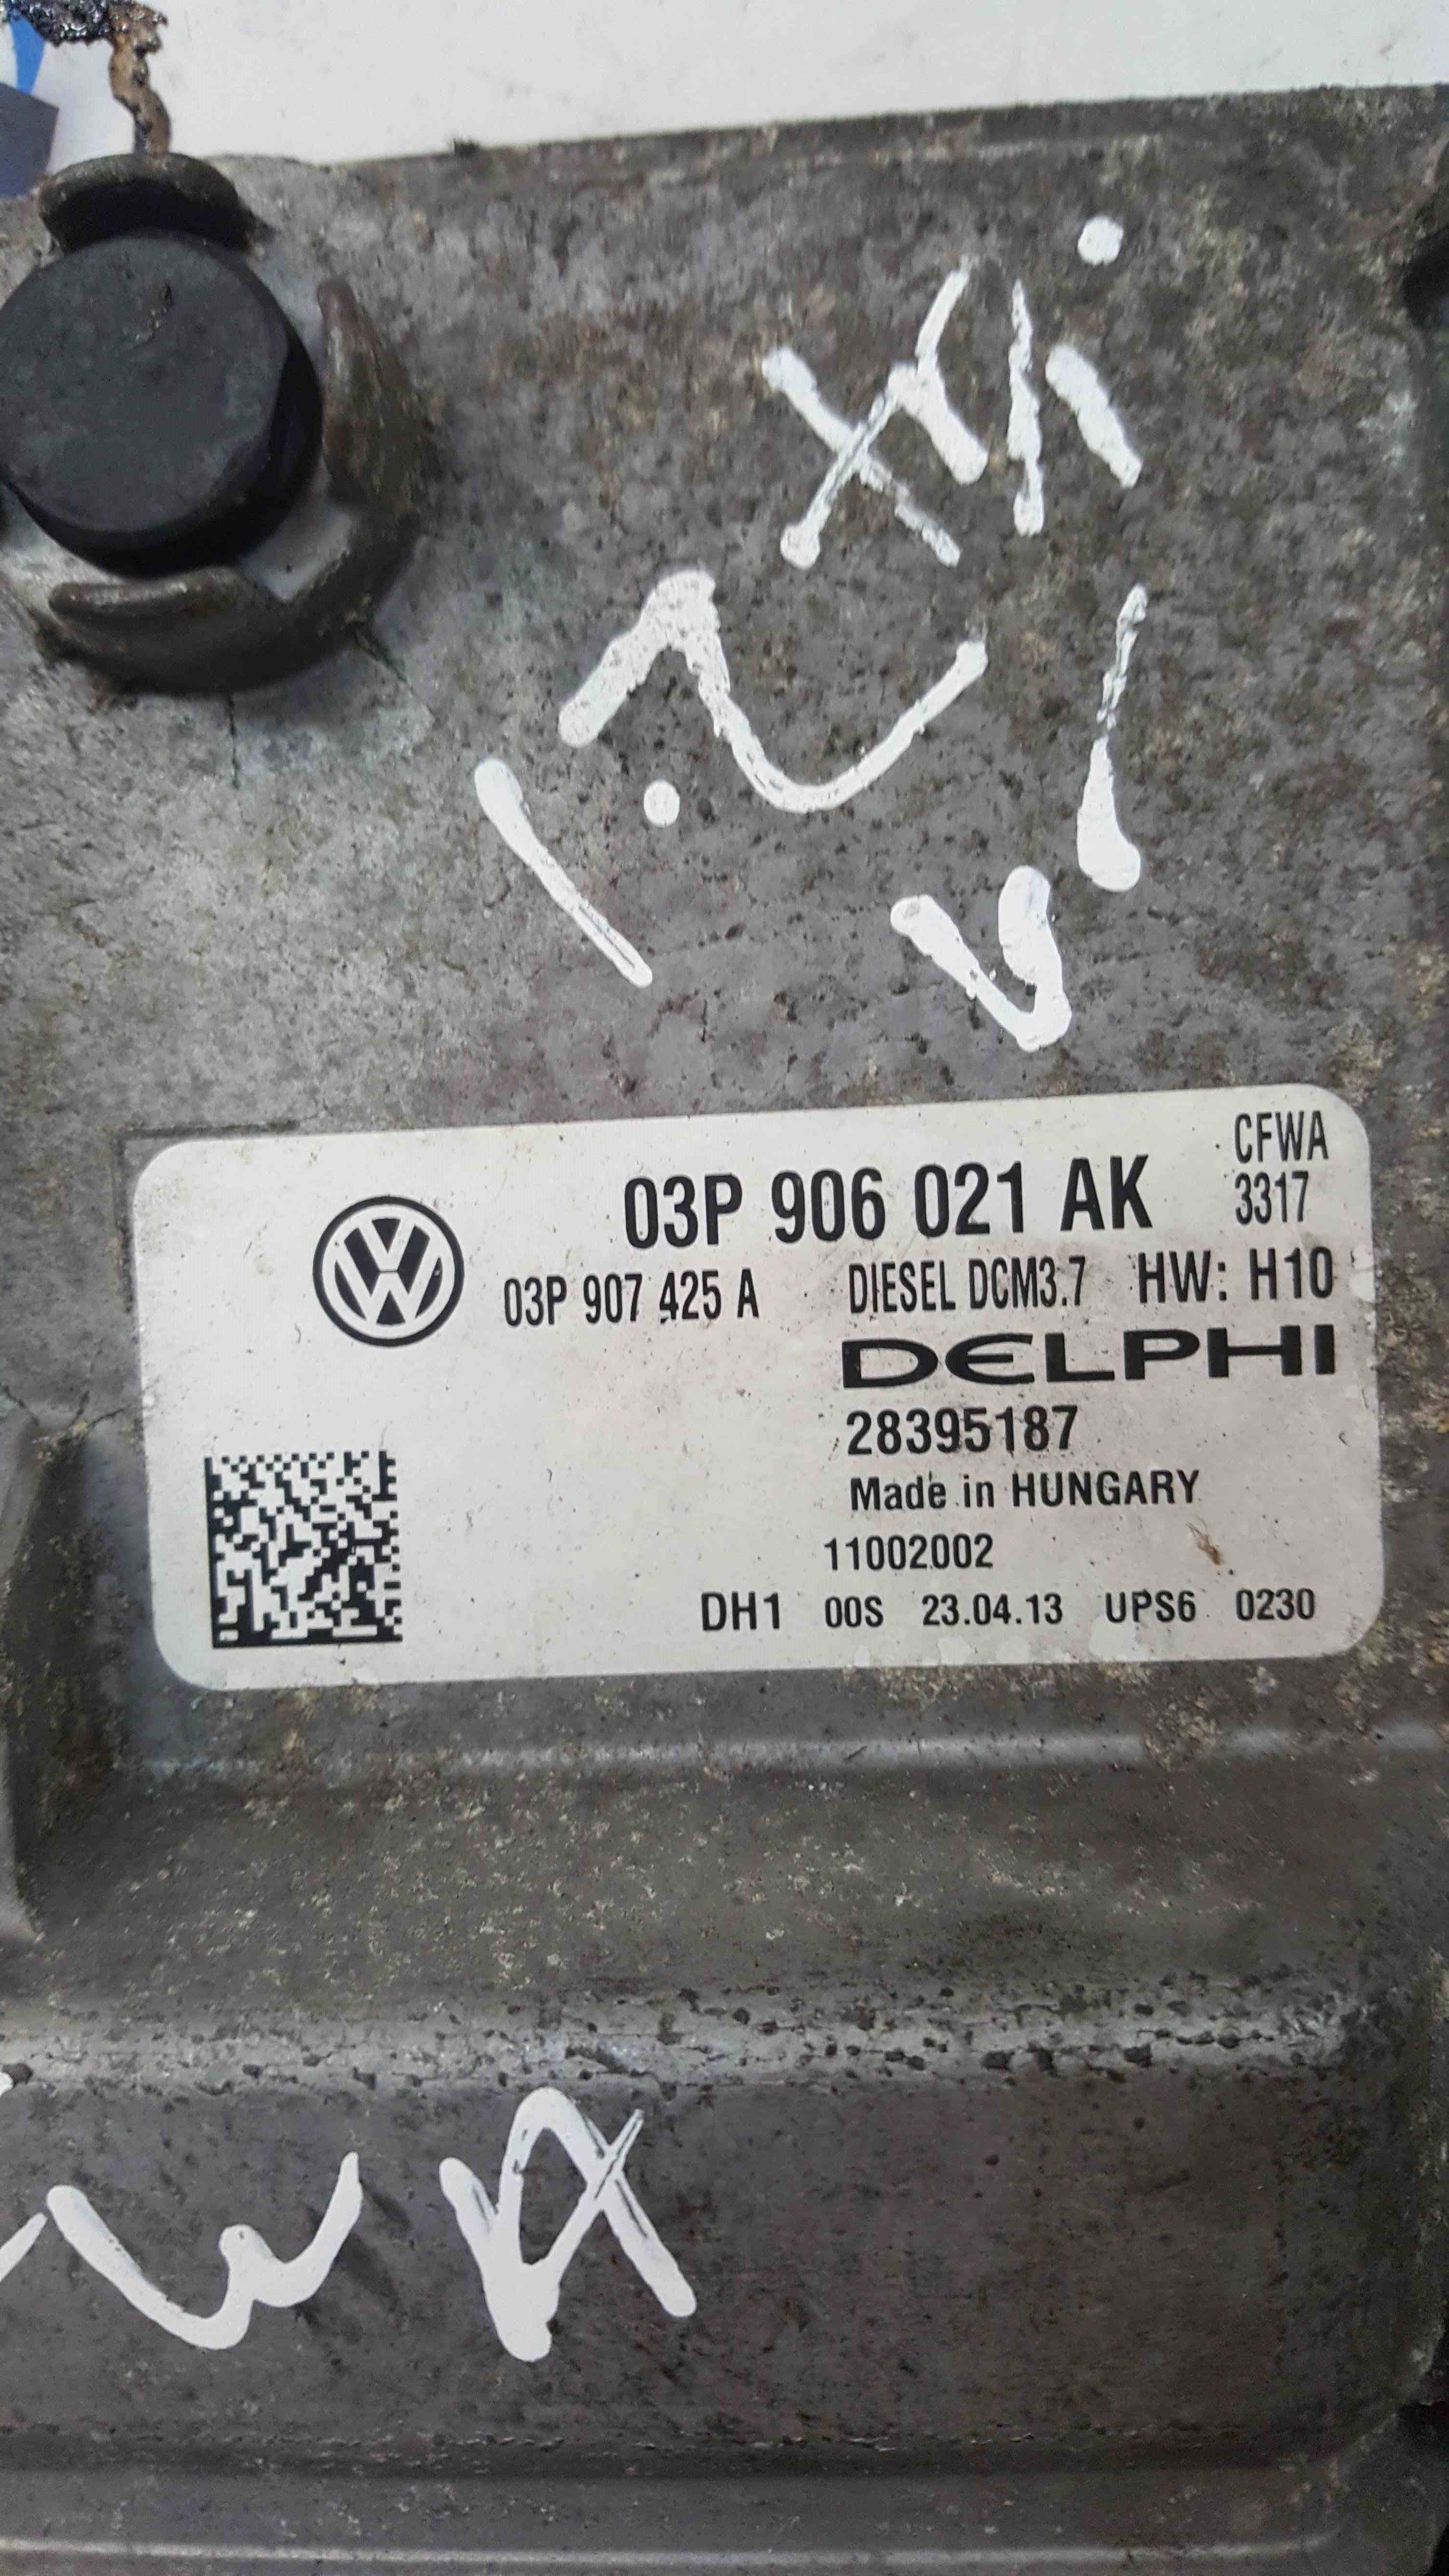 1.2
CFWA
03P 906 021 AK 3317
03P 907 425 A DIESEL DCM3.7 HW: H10
DELPHI
28395187
Made in HUNGARY
11002002
DH1 00S 23.04.13 UPS6 0230
WA